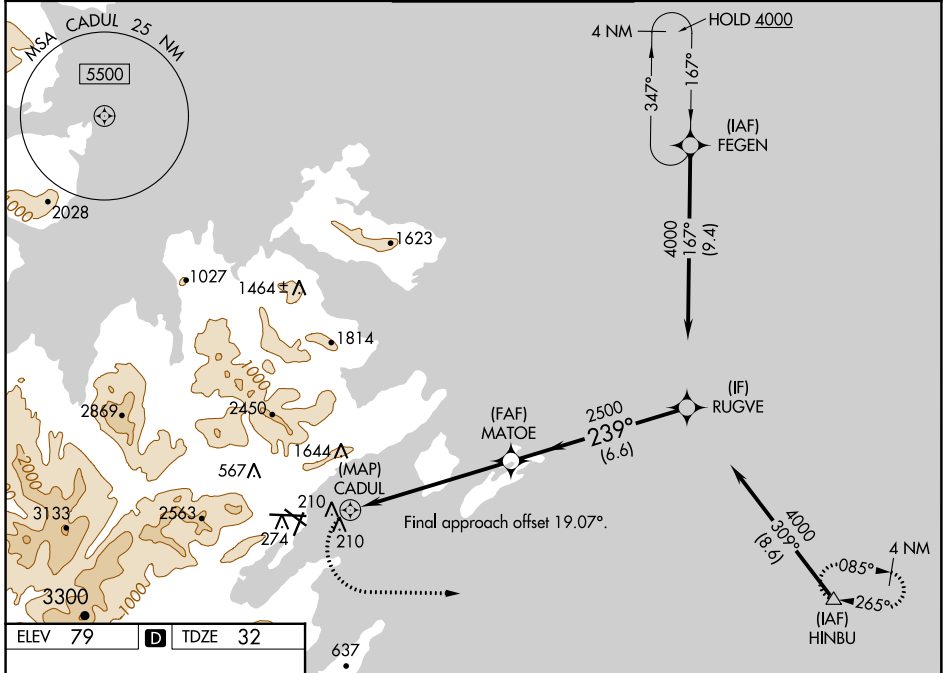 MSA CADUL 25 NM
5500
HOLD 4000
4 NM
347°
167°
(IAF)
FEGEN
4000
167°
(9.4)
2028
1000
1623
1027
1464 ±
1814
1000
2869
2450
(IF)
RUGVE
2500
239°
(6.6)
(FAF)
MATOE
1644
567
(MAP)
CADUL
2000
3133
2563
274
210
210
Final approach offset 19.07°.
4000
309°
(8.6)
4 NM
085°
265°
(IAF)
HINBU
3300
1000
637
ELEV 79
D
TDZE 32